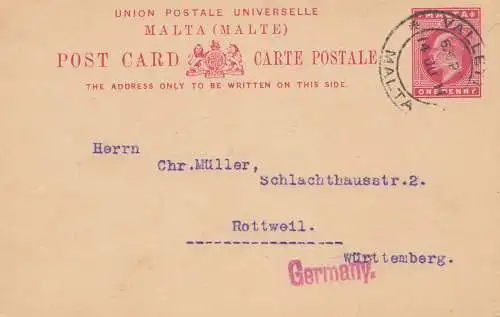 UNION POSTALE UNIVERSELLE
MALTA (MALTE)
POST CARD CARTE POSTALE
THE ADDRESS ONLY TO BE WRITTEN ON THIS SIDE.
MALTA
ONE PENNY
MALTA
Herrn
Chr.Müller,
Schlachthausstr.2.
Rottweil.
Württemberg.
Germany.